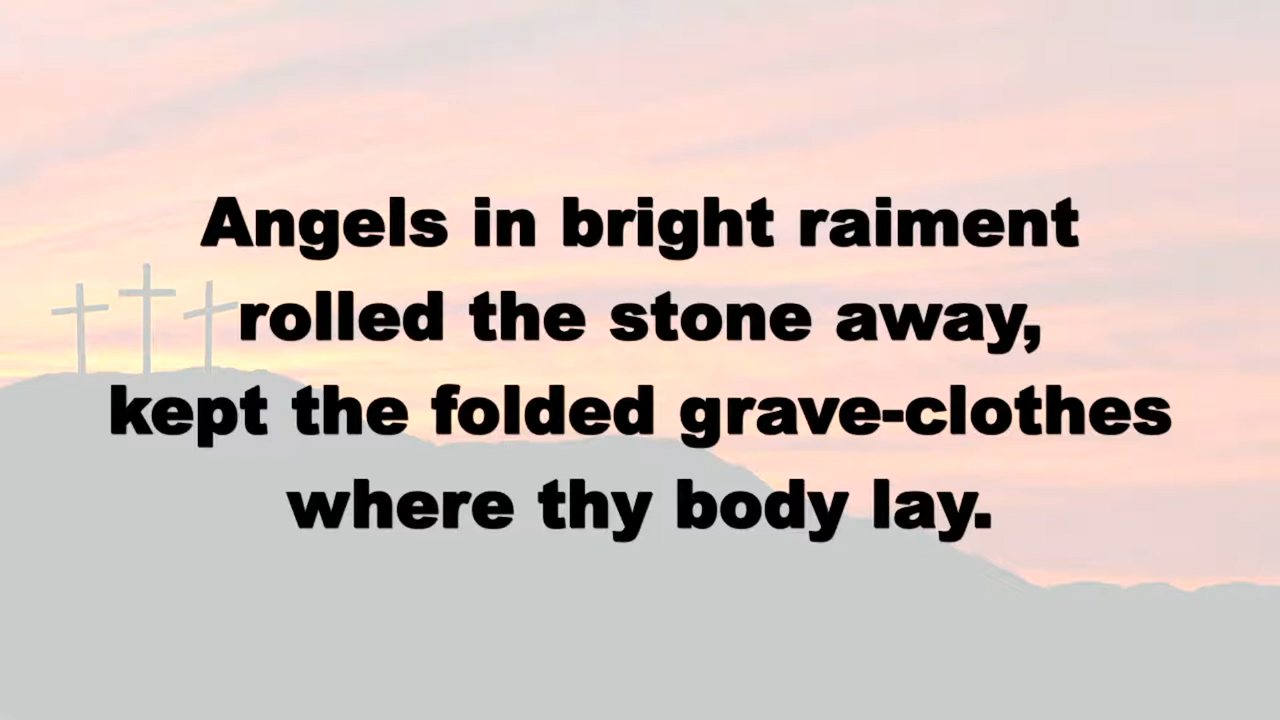 Angels in bright raiment
rolled the stone away,
kept the folded grave-clothes
where thy body lay.